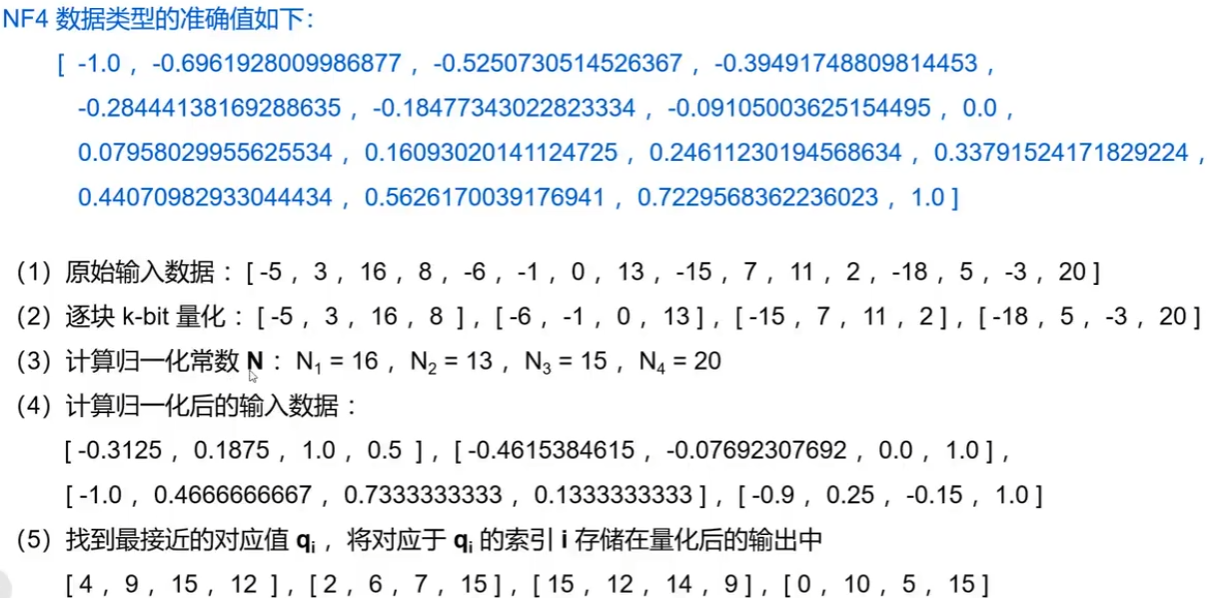 NF4 数据类型的准确值如下：
[ -1.0 , -0.6961928009986877 , -0.5250730514526367 , -0.39491748809814453 ,
-0.28444138169288635 , -0.18477343022823334 , -0.09105003625154495 , 0.0 ,
0.07958029955625534 , 0.16093020141124725 , 0.24611230194568634 , 0.33791524171829224 ,
0.44070982933044434 , 0.5626170039176941 , 0.7229568362236023 , 1.0 ]
（1）原始输入数据：[ -5 , 3 , 16 , 8 , -6 , -1 , 0 , 13 , -15 , 7 , 11 , 2 , -18 , 5 , -3 , 20 ]
（2）逐块 k-bit 量化：[ -5 , 3 , 16 , 8 ] , [ -6 , -1 , 0 , 13 ] , [ -15 , 7 , 11 , 2 ] , [ -18 , 5 , -3 , 20 ]
（3）计算归一化常数 N：N₁ = 16 , N₂ = 13 , N₃ = 15 , N₄ = 20
（4）计算归一化后的输入数据：
[ -0.3125 , 0.1875 , 1.0 , 0.5 ] , [ -0.4615384615 , -0.07692307692 , 0.0 , 1.0 ] ,
[ -1.0 , 0.4666666667 , 0.7333333333 , 0.1333333333 ] , [ -0.9 , 0.25 , -0.15 , 1.0 ]
（5）找到最接近的对应值 qᵢ ，将对应于 qᵢ 的索引 i 存储在量化后的输出中
[ 4 , 9 , 15 , 12 ] , [ 2 , 6 , 7 , 15 ] , [ 15 , 12 , 14 , 9 ] , [ 0 , 10 , 5 , 15 ]